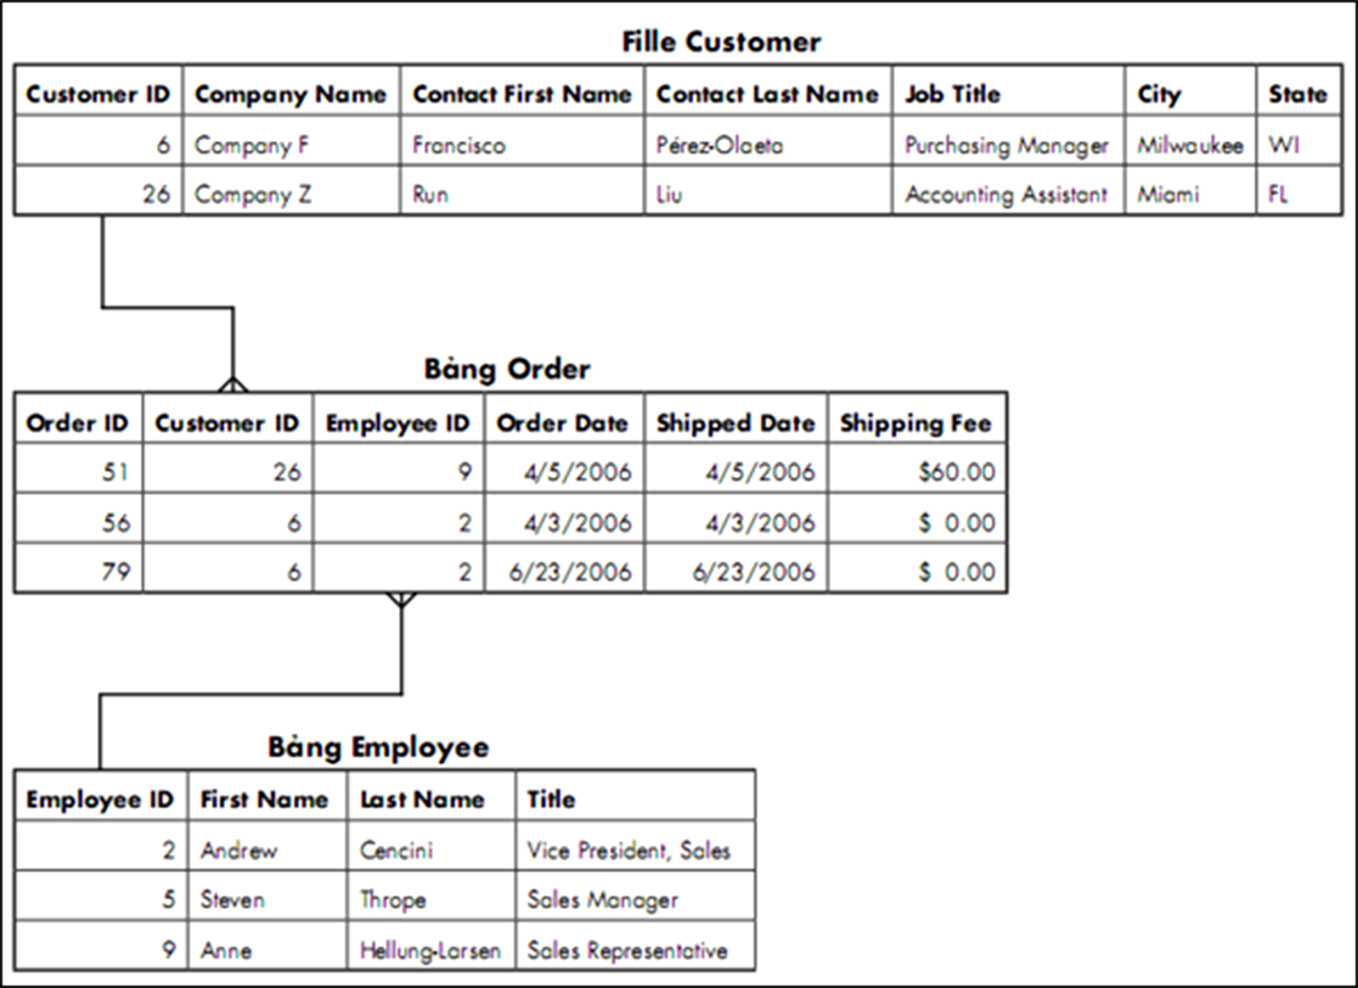 Fille Customer
Customer ID Company Name Contact First Name Contact Last Name Job Title City State
6 Company F Francisco Pérez-Olaeta Purchasing Manager Milwaukee WI
26 Company Z Run Liu Accounting Assistant Miami FL
Bảng Order
Order ID Customer ID Employee ID Order Date Shipped Date Shipping Fee
51 26 9 4/5/2006 4/5/2006 $60.00
56 6 2 4/3/2006 4/3/2006 $ 0.00
79 6 2 6/23/2006 6/23/2006 $ 0.00
Bảng Employee
Employee ID First Name Last Name Title
2 Andrew Cencini Vice President, Sales
5 Steven Thrope Sales Manager
9 Anne Hellung-Larsen Sales Representative